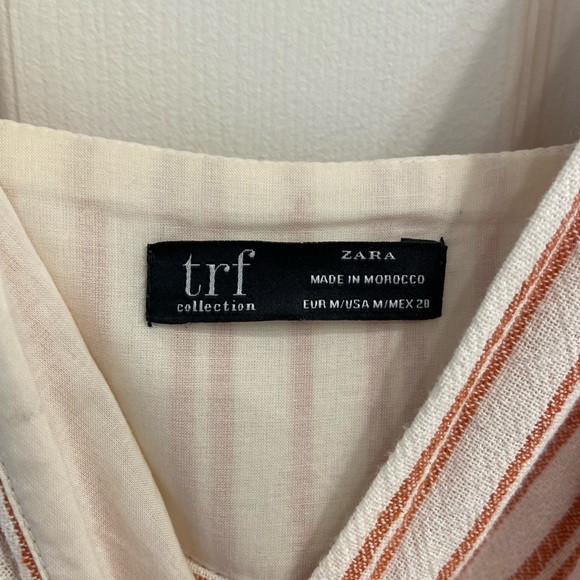 trf
collection
ZARA
MADE IN MOROCCO
EUR M/USA M/MEX 28